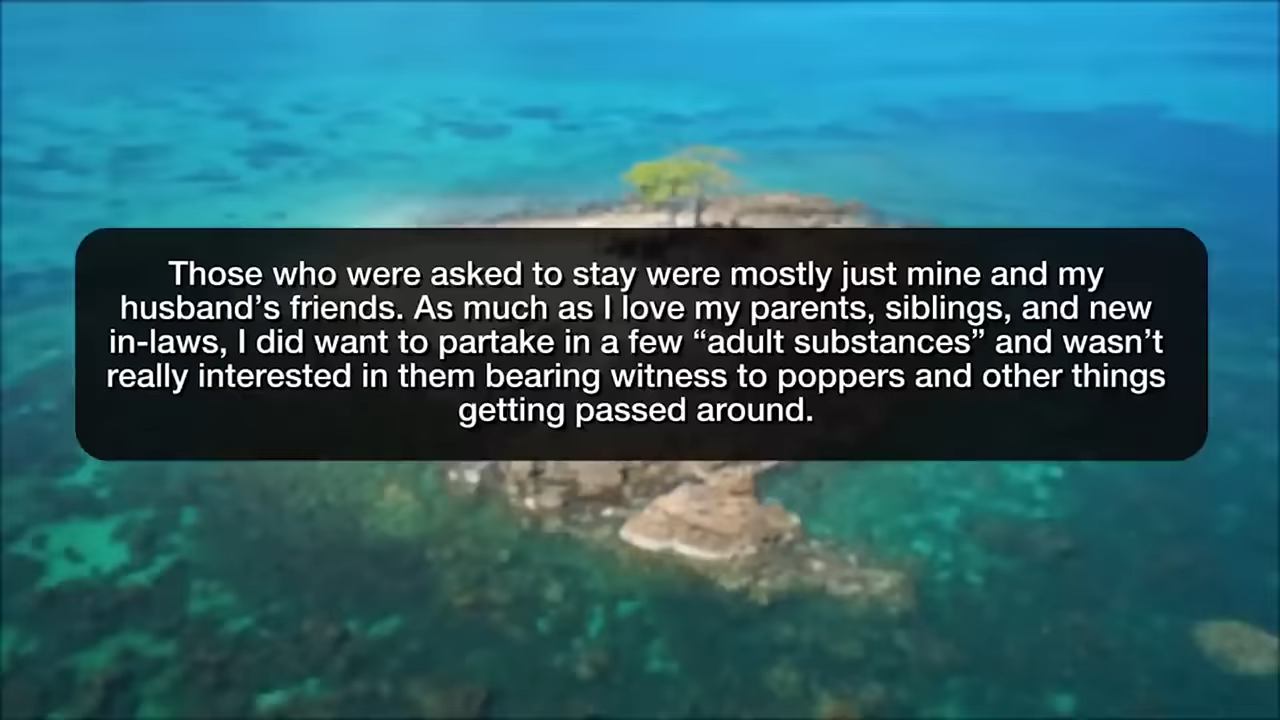 Those who were asked to stay were mostly just mine and my
husband’s friends. As much as I love my parents, siblings, and new
in-laws, I did want to partake in a few “adult substances” and wasn’t
really interested in them bearing witness to poppers and other things
getting passed around.